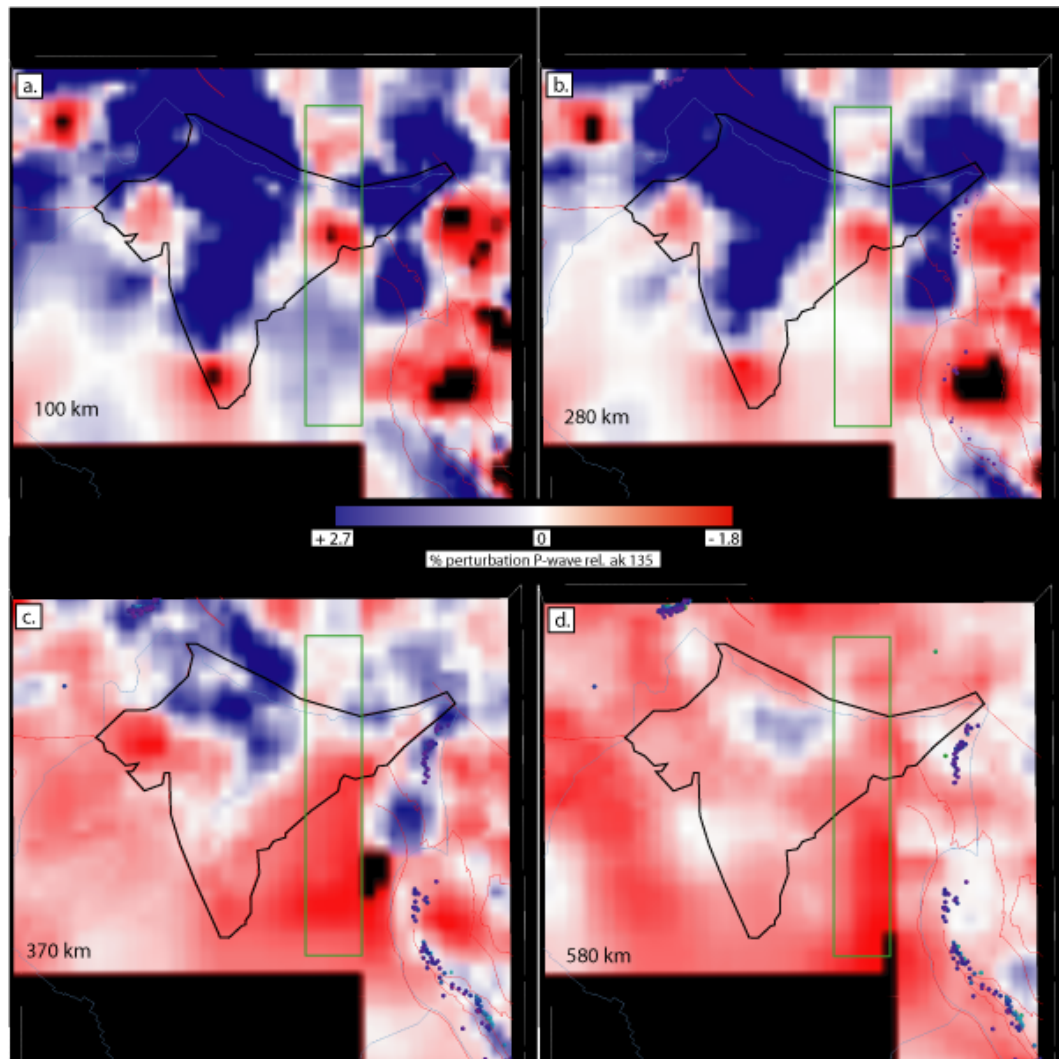 a.
b.
100 km
280 km
+ 2.7
0
- 1.8
% perturbation P-wave rel. ak 135
c.
d.
370 km
580 km